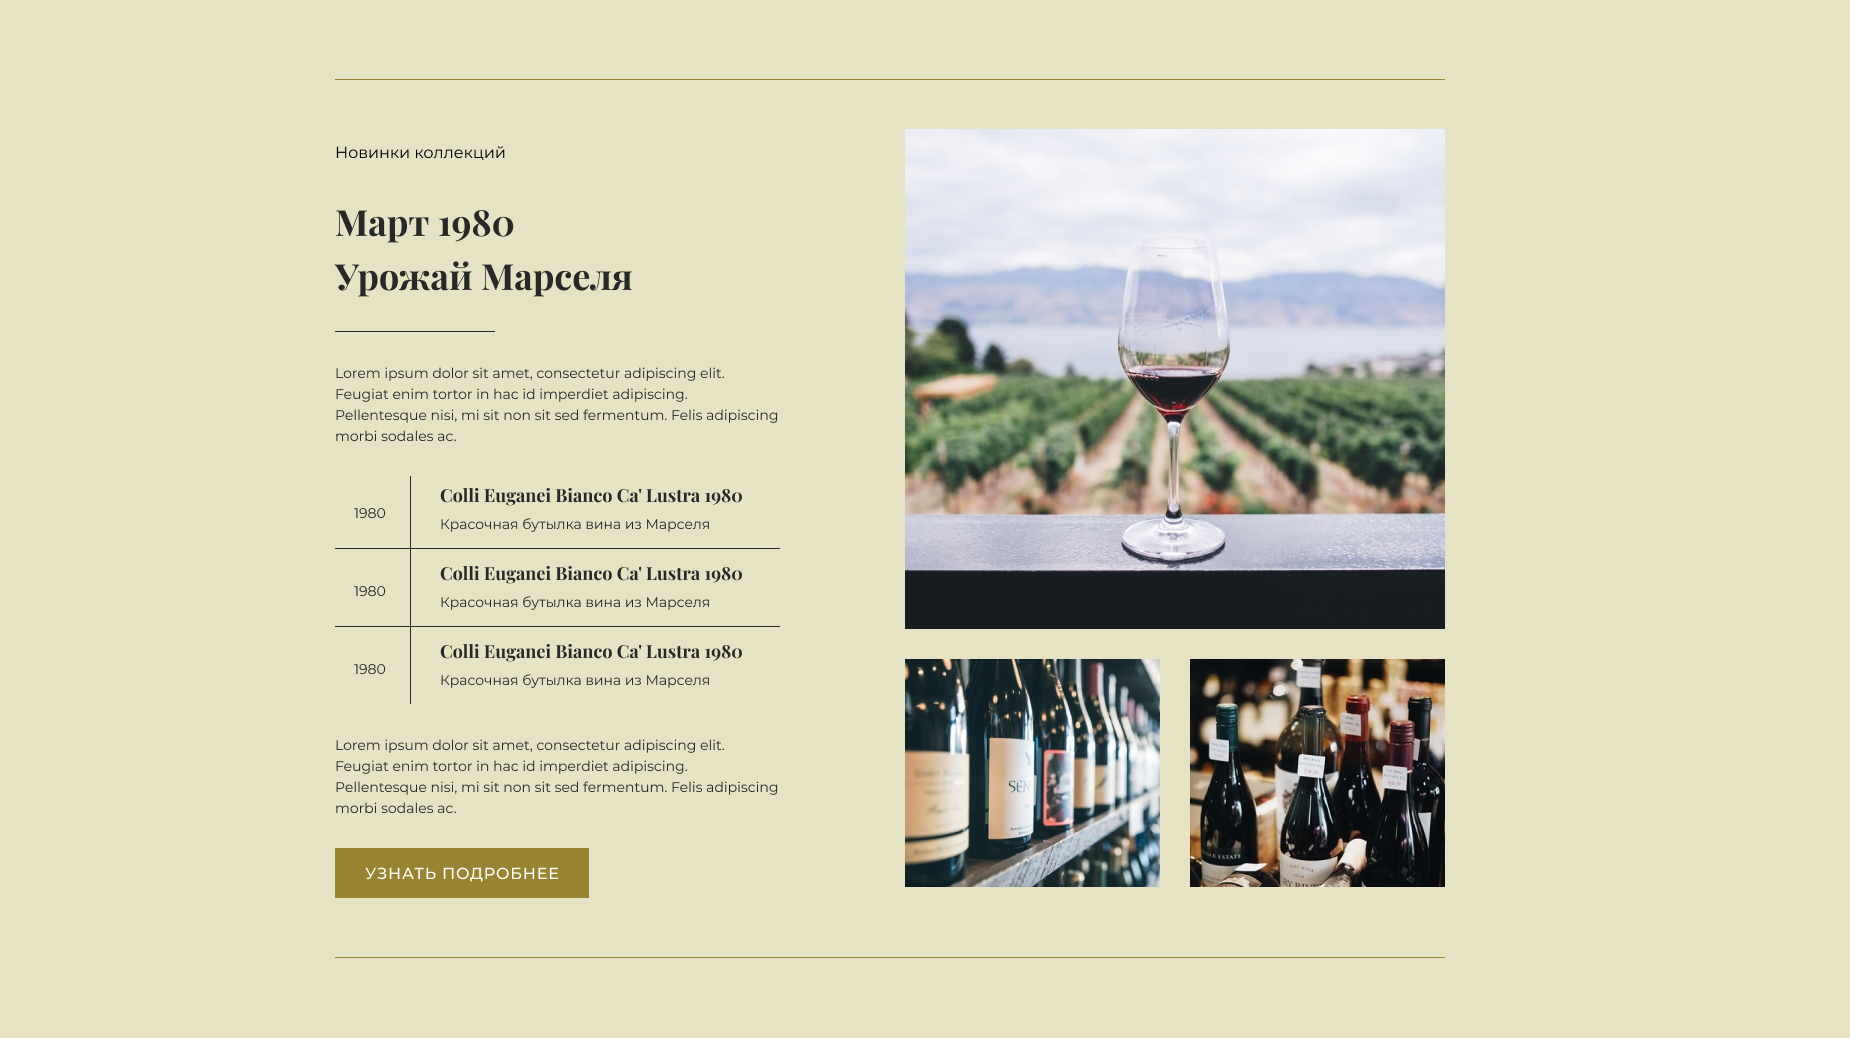 Новинки коллекций
Март 1980
Урожай Марселя
Lorem ipsum dolor sit amet, consectetur adipiscing elit.
Feugiat enim tortor in hac id imperdiet adipiscing.
Pellentesque nisi, mi sit non sit sed fermentum. Felis adipiscing
morbi sodales ac.
1980
Colli Euganei Bianco Ca' Lustra 1980
Красочная бутылка вина из Марселя
1980
Colli Euganei Bianco Ca' Lustra 1980
Красочная бутылка вина из Марселя
1980
Colli Euganei Bianco Ca' Lustra 1980
Красочная бутылка вина из Марселя
Lorem ipsum dolor sit amet, consectetur adipiscing elit.
Feugiat enim tortor in hac id imperdiet adipiscing.
Pellentesque nisi, mi sit non sit sed fermentum. Felis adipiscing
morbi sodales ac.
УЗНАТЬ ПОДРОБНЕЕ